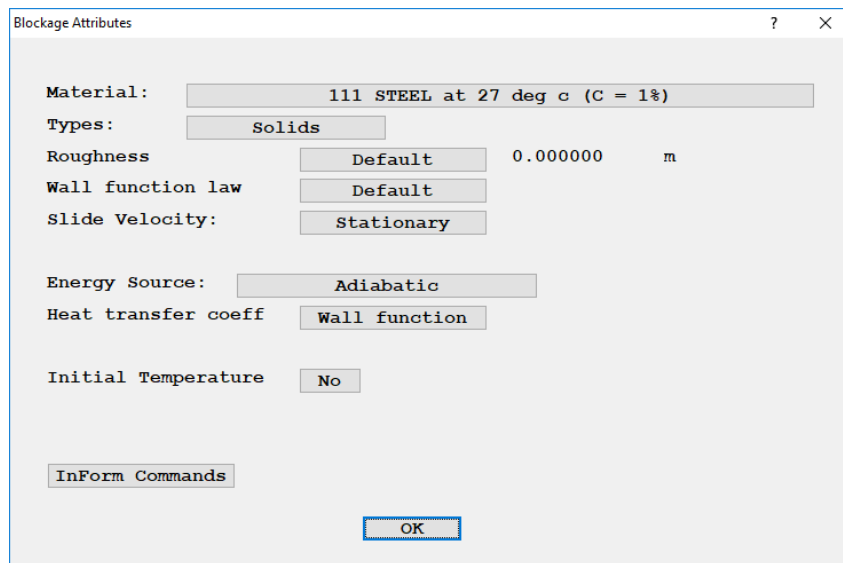 Blockage Attributes ?
Material: 111 STEEL at 27 deg c (C = 1%)
Types: Solids
Roughness Default 0.000000 m
Wall function law Default
Slide Velocity: Stationary
Energy Source: Adiabatic
Heat transfer coeff Wall function
Initial Temperature No
InForm Commands
OK